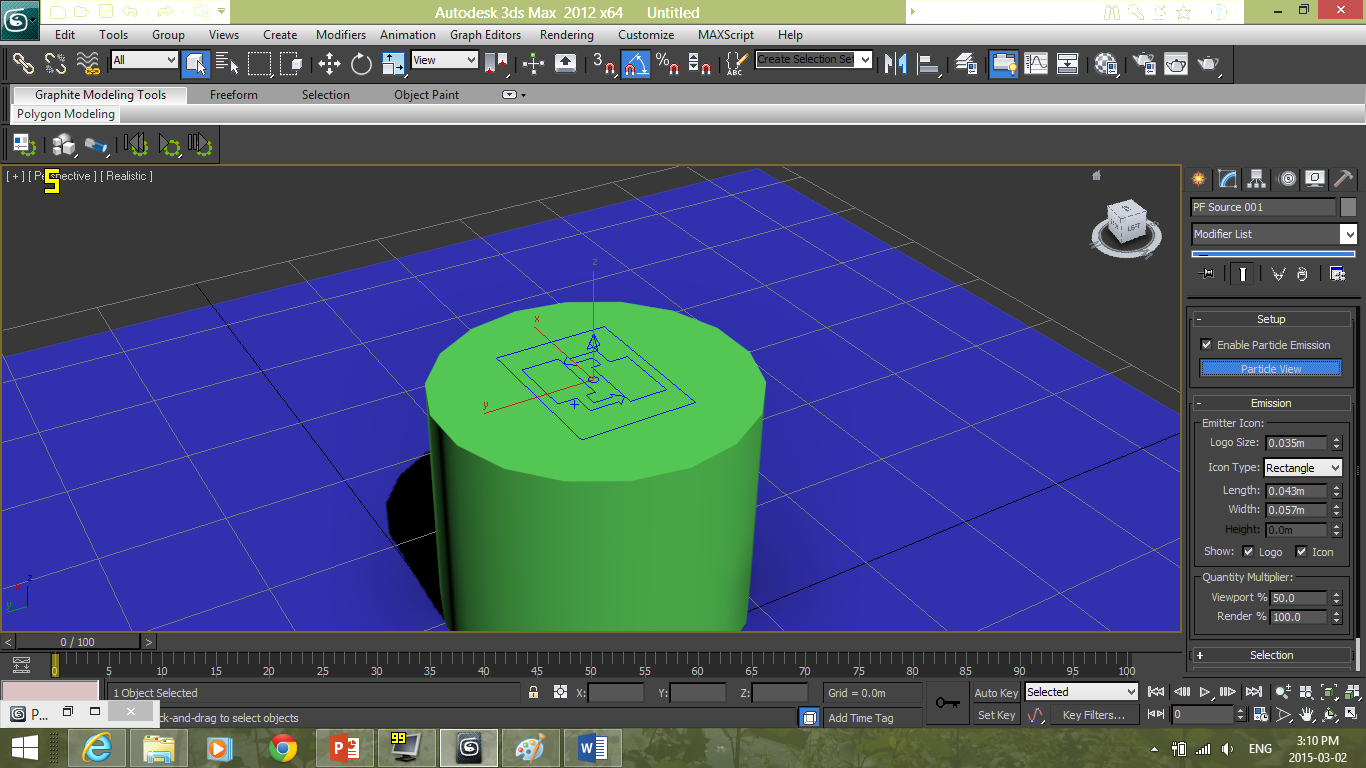 Autodesk 3ds Max 2012 x64 Untitled
Edit Tools Group Views Create Modifiers Animation Graph Editors Rendering Customize MAXScript Help
All View 3 Create Selection Set
Graphite Modeling Tools Freeform Selection Object Paint
Polygon Modeling
[ + ] [ Perspective ] [ Realistic ]
5
z
x
y
LEFT
PF Source 001
Modifier List
- Setup
Enable Particle Emission
Particle View
- Emission
Emitter Icon:
Logo Size: 0.035m
Icon Type: Rectangle
Length: 0.043m
Width: 0.057m
Height: 0.0m
Show: Logo Icon
Quantity Multiplier:
Viewport % 50.0
Render % 100.0
+ Selection
z
x
y
< 0 / 100 >
0 5 10 15 20 25 30 35 40 45 50 55 60 65 70 75 80 85 90 95 100
1 Object Selected X: Y: Z: Grid = 0.0m Auto Key Selected
P... ck-and-drag to select objects Add Time Tag Set Key Key Filters... 0
99
ENG
3:10 PM
2015-03-02